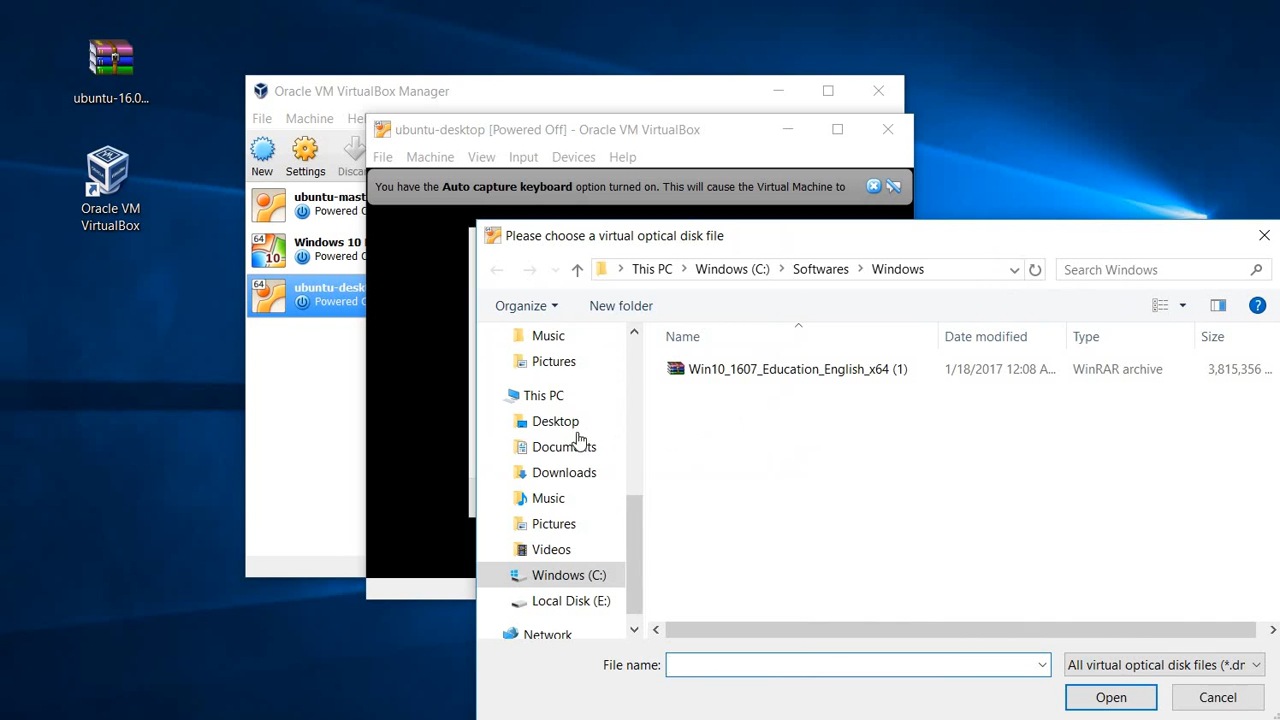 ubuntu-16.0...
Oracle VM
VirtualBox
Oracle VM VirtualBox Manager
File Machine He
New Settings Disca
ubuntu-mast
Powered O
64
10
Windows 10
Powered O
64
ubuntu-desk
Powered O
ubuntu-desktop [Powered Off] - Oracle VM VirtualBox
File Machine View Input Devices Help
You have the Auto capture keyboard option turned on. This will cause the Virtual Machine to
Please choose a virtual optical disk file
This PC Windows (C:) Softwares Windows
Search Windows
Organize New folder
Music
Pictures
This PC
Desktop
Documents
Downloads
Music
Pictures
Videos
Windows (C:)
Local Disk (E:)
Network
Name Date modified Type Size
Win10_1607_Education_English_x64 (1) 1/18/2017 12:08 A... WinRAR archive 3,815,356 ...
File name:
All virtual optical disk files (*.dr
Open Cancel